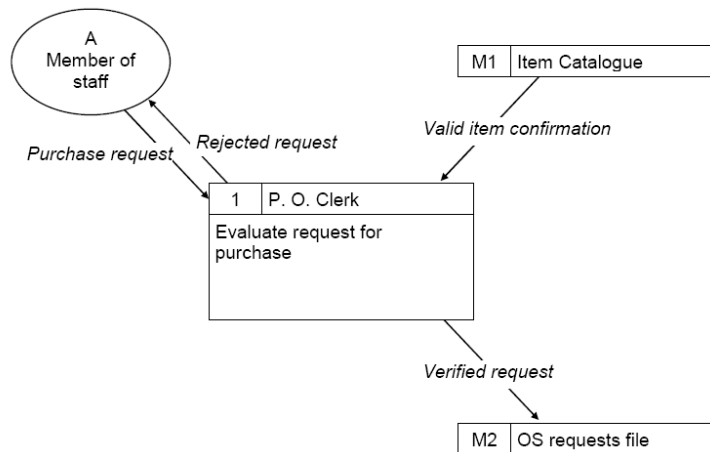 A
Member of
staff
M1 Item Catalogue
Valid item confirmation
Rejected request
Purchase request
1 P. O. Clerk
Evaluate request for
purchase
Verified request
M2 OS requests file